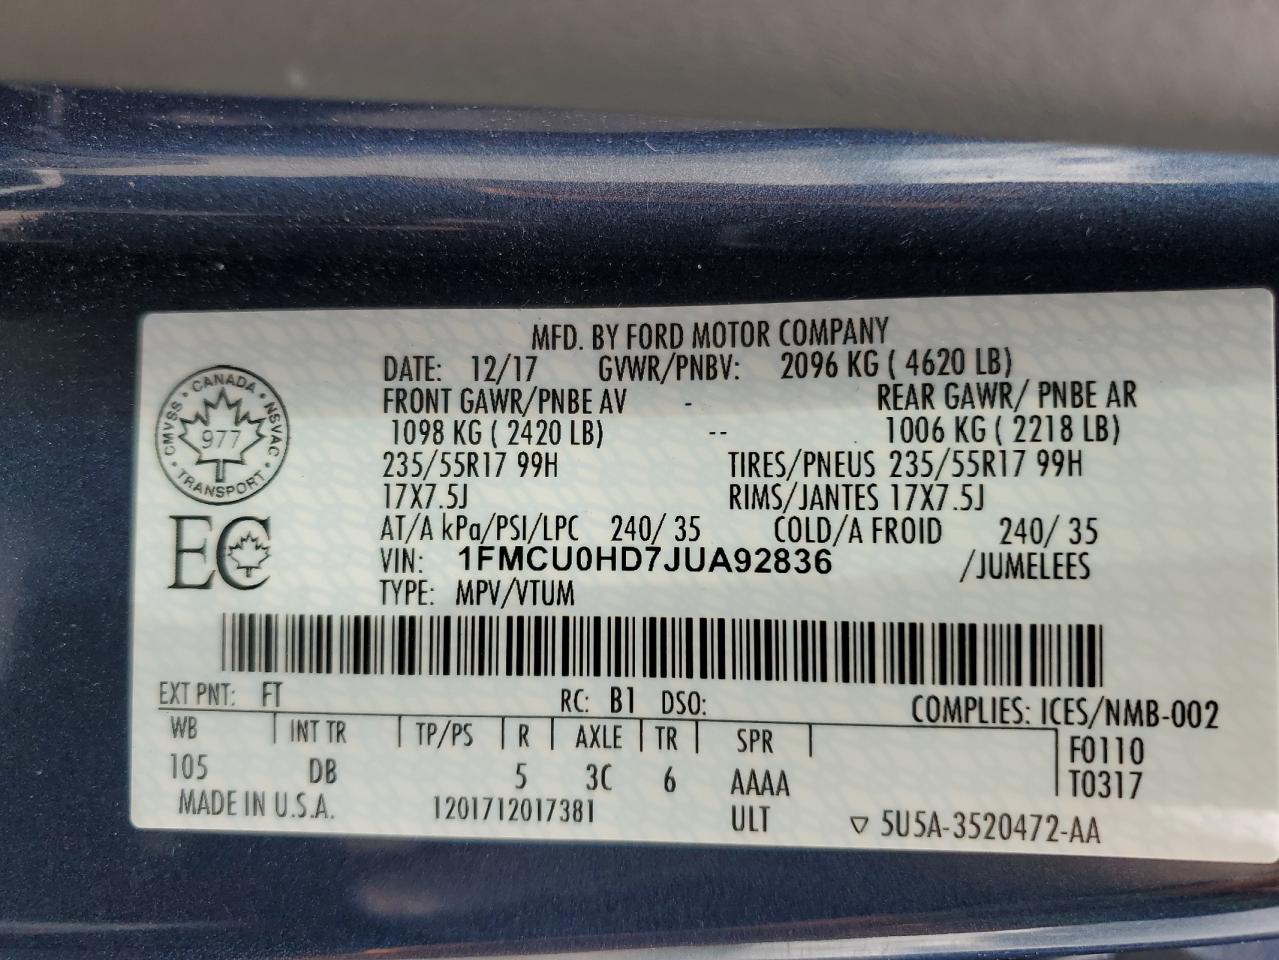 MFD. BY FORD MOTOR COMPANY
DATE: 12/17 GVWR/PNBV: 2096 KG ( 4620 LB)
FRONT GAWR/PNBE AV - REAR GAWR/ PNBE AR
1098 KG ( 2420 LB) -- 1006 KG ( 2218 LB)
235/55R17 99H TIRES/PNEUS 235/55R17 99H
17X7.5J RIMS/JANTES 17X7.5J
AT/A kPa/PSI/LPC 240/ 35 COLD/A FROID 240/ 35
VIN: 1FMCU0HD7JUA92836 /JUMELEES
TYPE: MPV/VTUM
CANADA
CMVSS 977 NSVAC
TRANSPORT
EC
EXT PNT: FT RC: B1 DSO: COMPLIES: ICES/NMB-002
WB INT TR TP/PS R AXLE TR SPR F0110
105 DB 5 3C 6 AAAA T0317
MADE IN U.S.A. 1201712017381 ULT ▽ 5U5A-3520472-AA